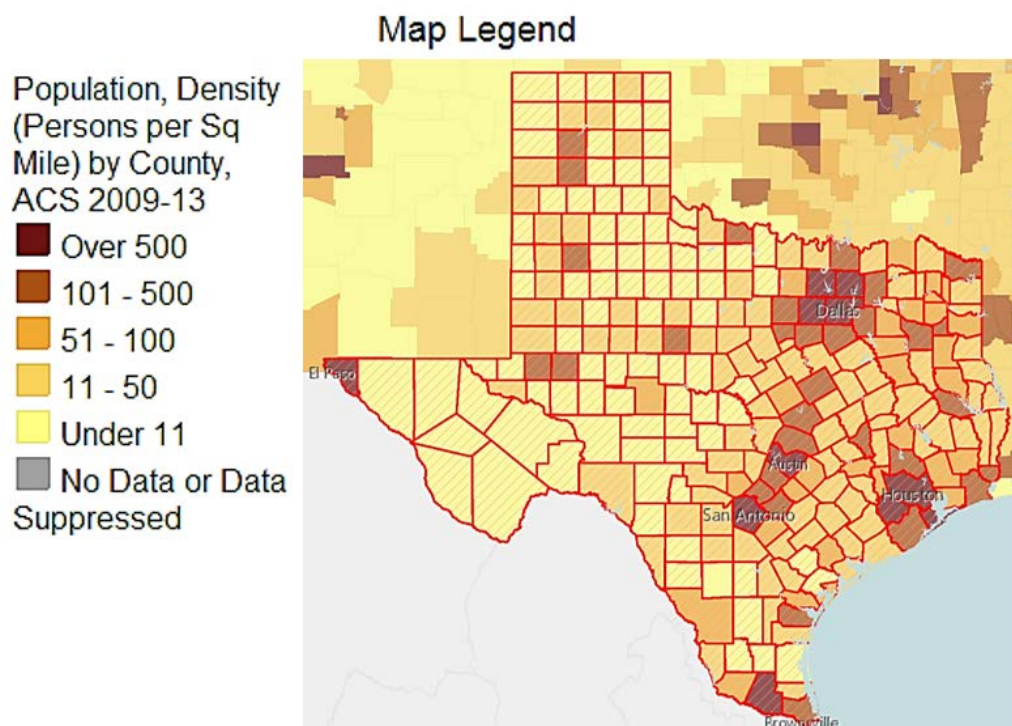 Map Legend
Population, Density
(Persons per Sq
Mile) by County,
ACS 2009-13
Over 500
101 - 500
51 - 100
11 - 50
Under 11
No Data or Data
Suppressed
Dallas
El Paso
Austin
Houston
San Antonio
Brownsville